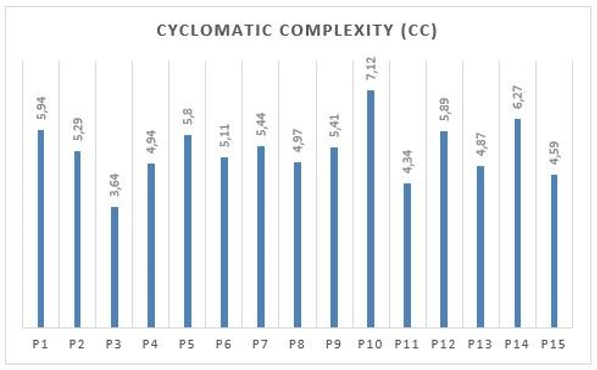 CYCLOMATIC COMPLEXITY (CC)
5,94 5,29 3,64 4,94 5,8 5,11 5,44 4,97 5,41 7,12 4,34 5,89 4,87 6,27 4,59
P1 P2 P3 P4 P5 P6 P7 P8 P9 P10 P11 P12 P13 P14 P15